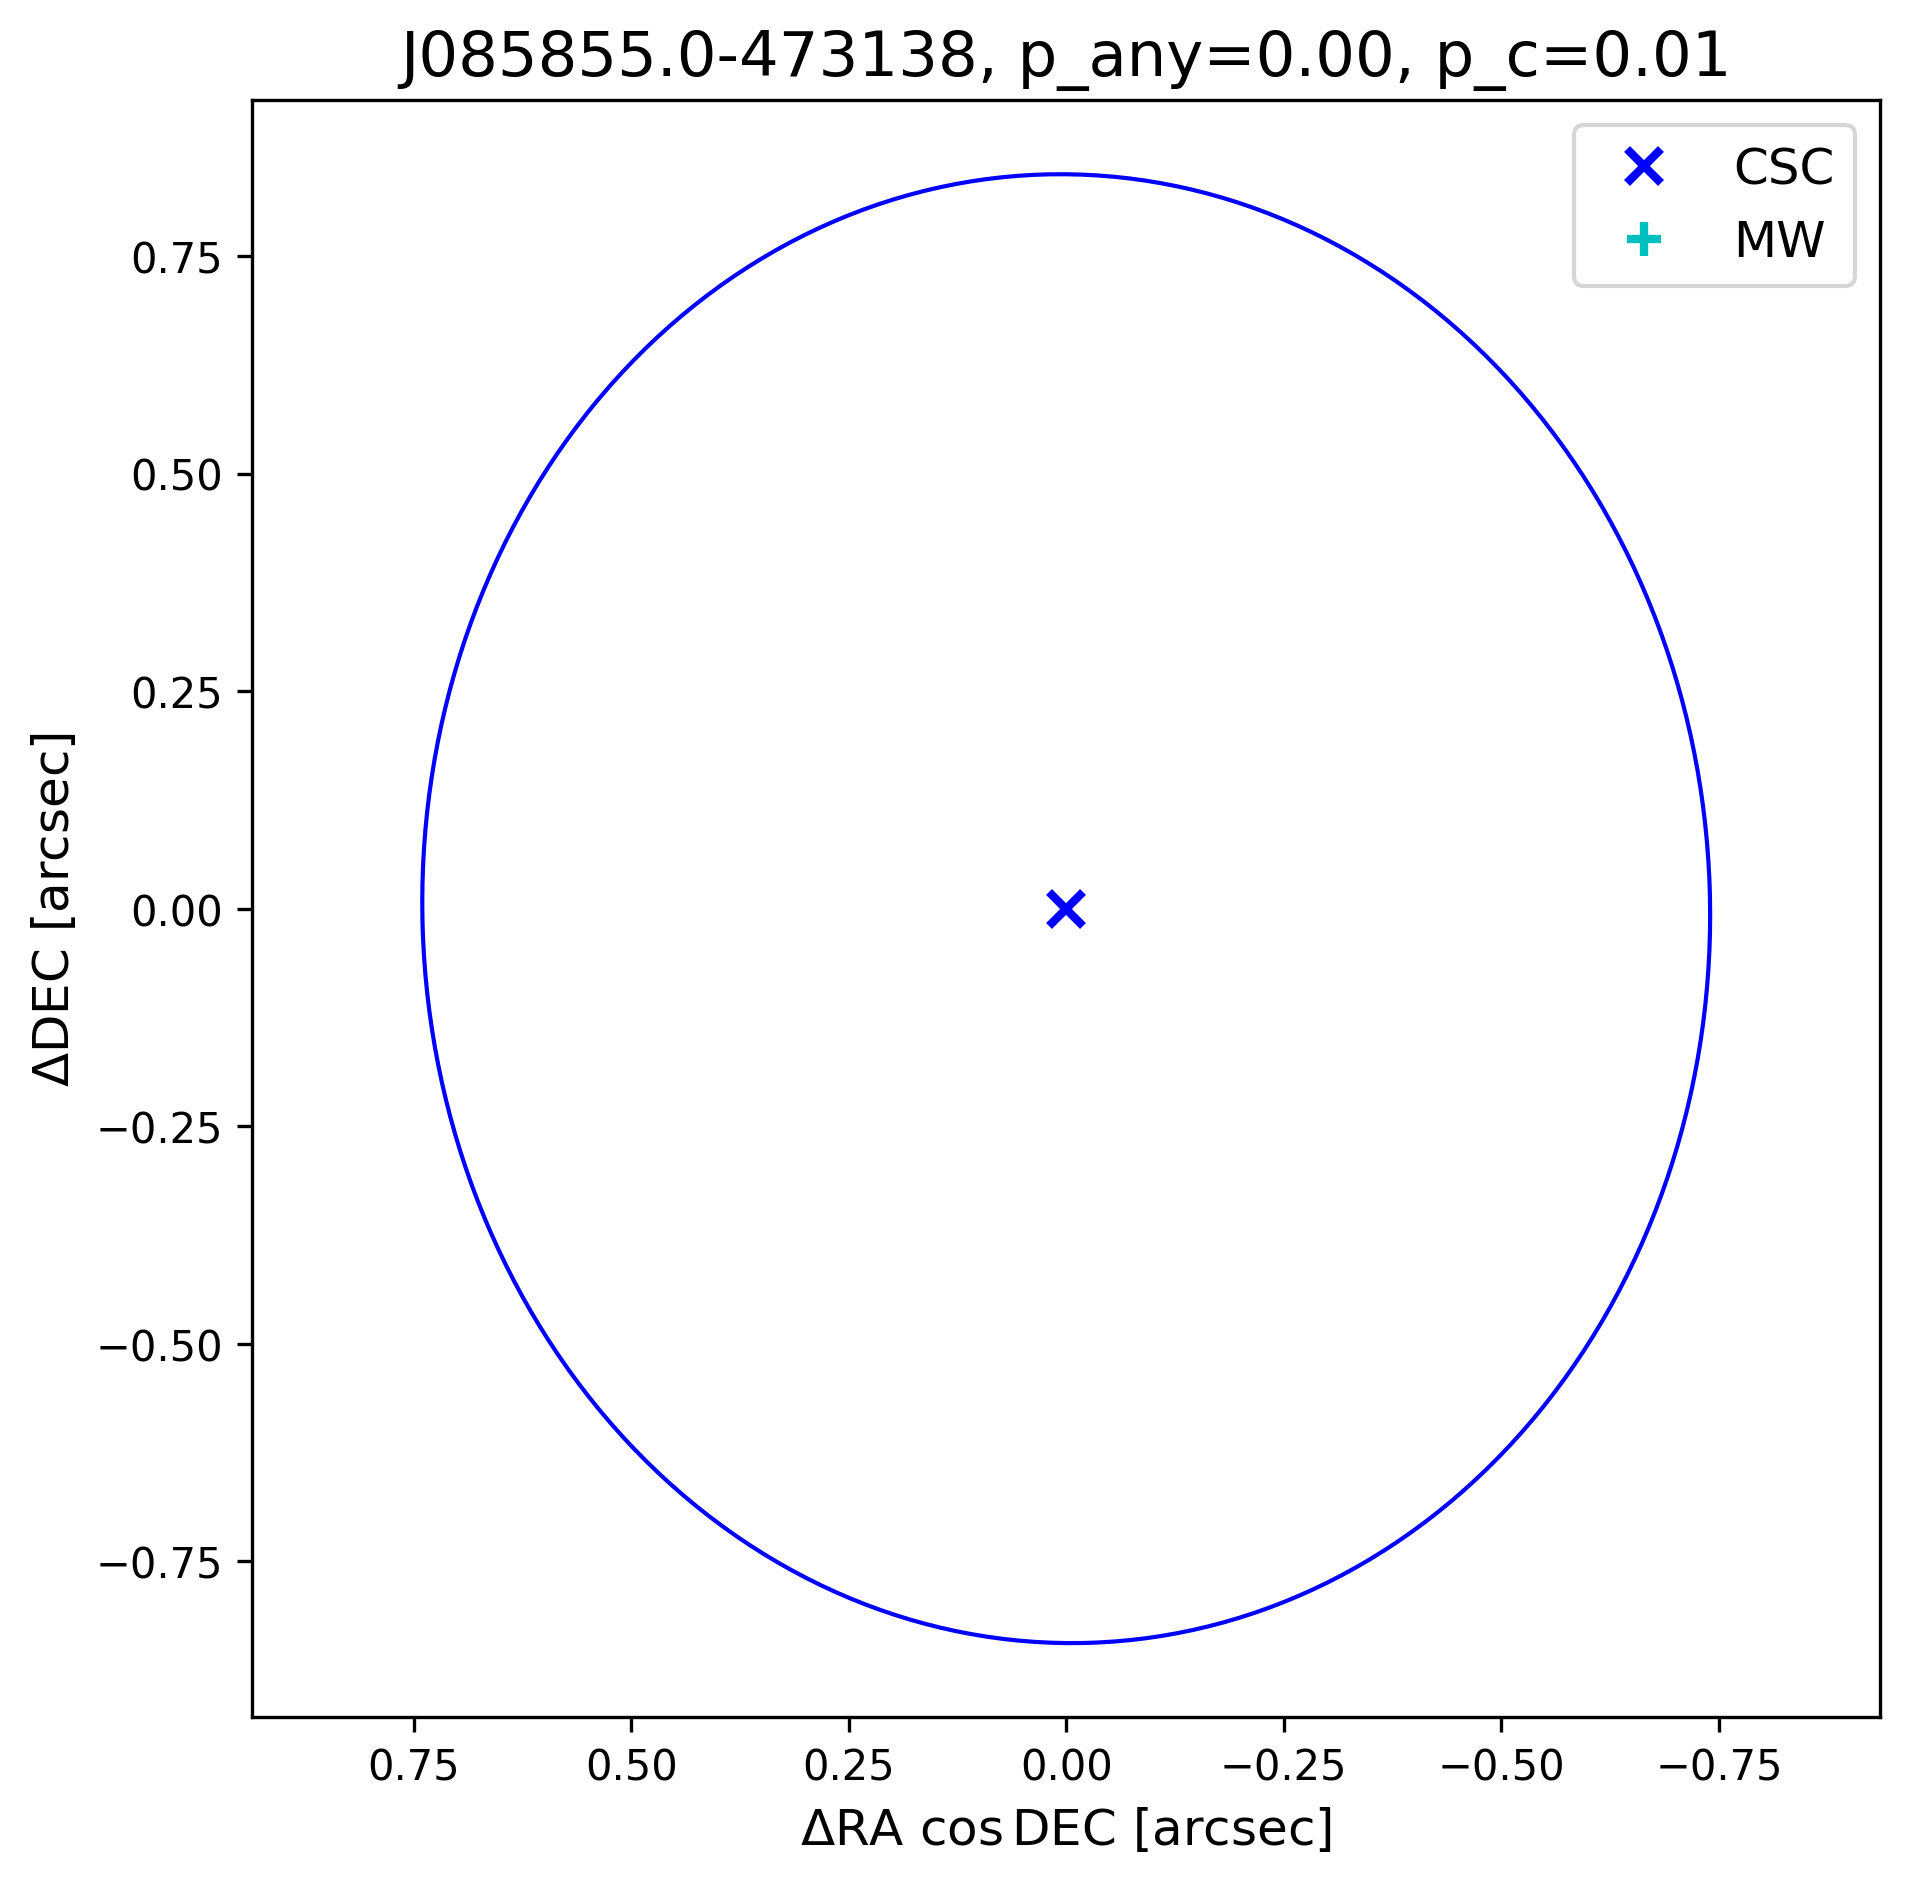 J085855.0-473138, p_any=0.00, p_c=0.01
CSC
MW
0.75
0.50
0.25
0.00
−0.25
−0.50
−0.75
ΔDEC [arcsec]
0.75 0.50 0.25 0.00 −0.25 −0.50 −0.75
ΔRA cos DEC [arcsec]